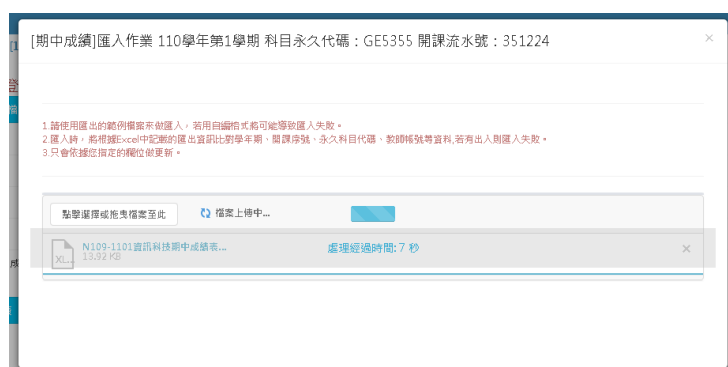 [期中成績]匯入作業 110學年第1學期 科目永久代碼：GE5355 開課流水號：351224
×
1.請使用匯出的範例檔案來做匯入，若用自編格式將可能導致匯入失敗。
2.匯入時，將根據Excel中記載的匯出資訊比對學年期、開課序號、永久科目代碼、教師帳號等資料,若有出入則匯入失敗。
3.只會依據您指定的欄位做更新。
點擊選擇或拖曳檔案至此
檔案上傳中...
XL...
N109-1101資訊科技期中成績表...
13.92 KB
處理經過時間: 7 秒
×